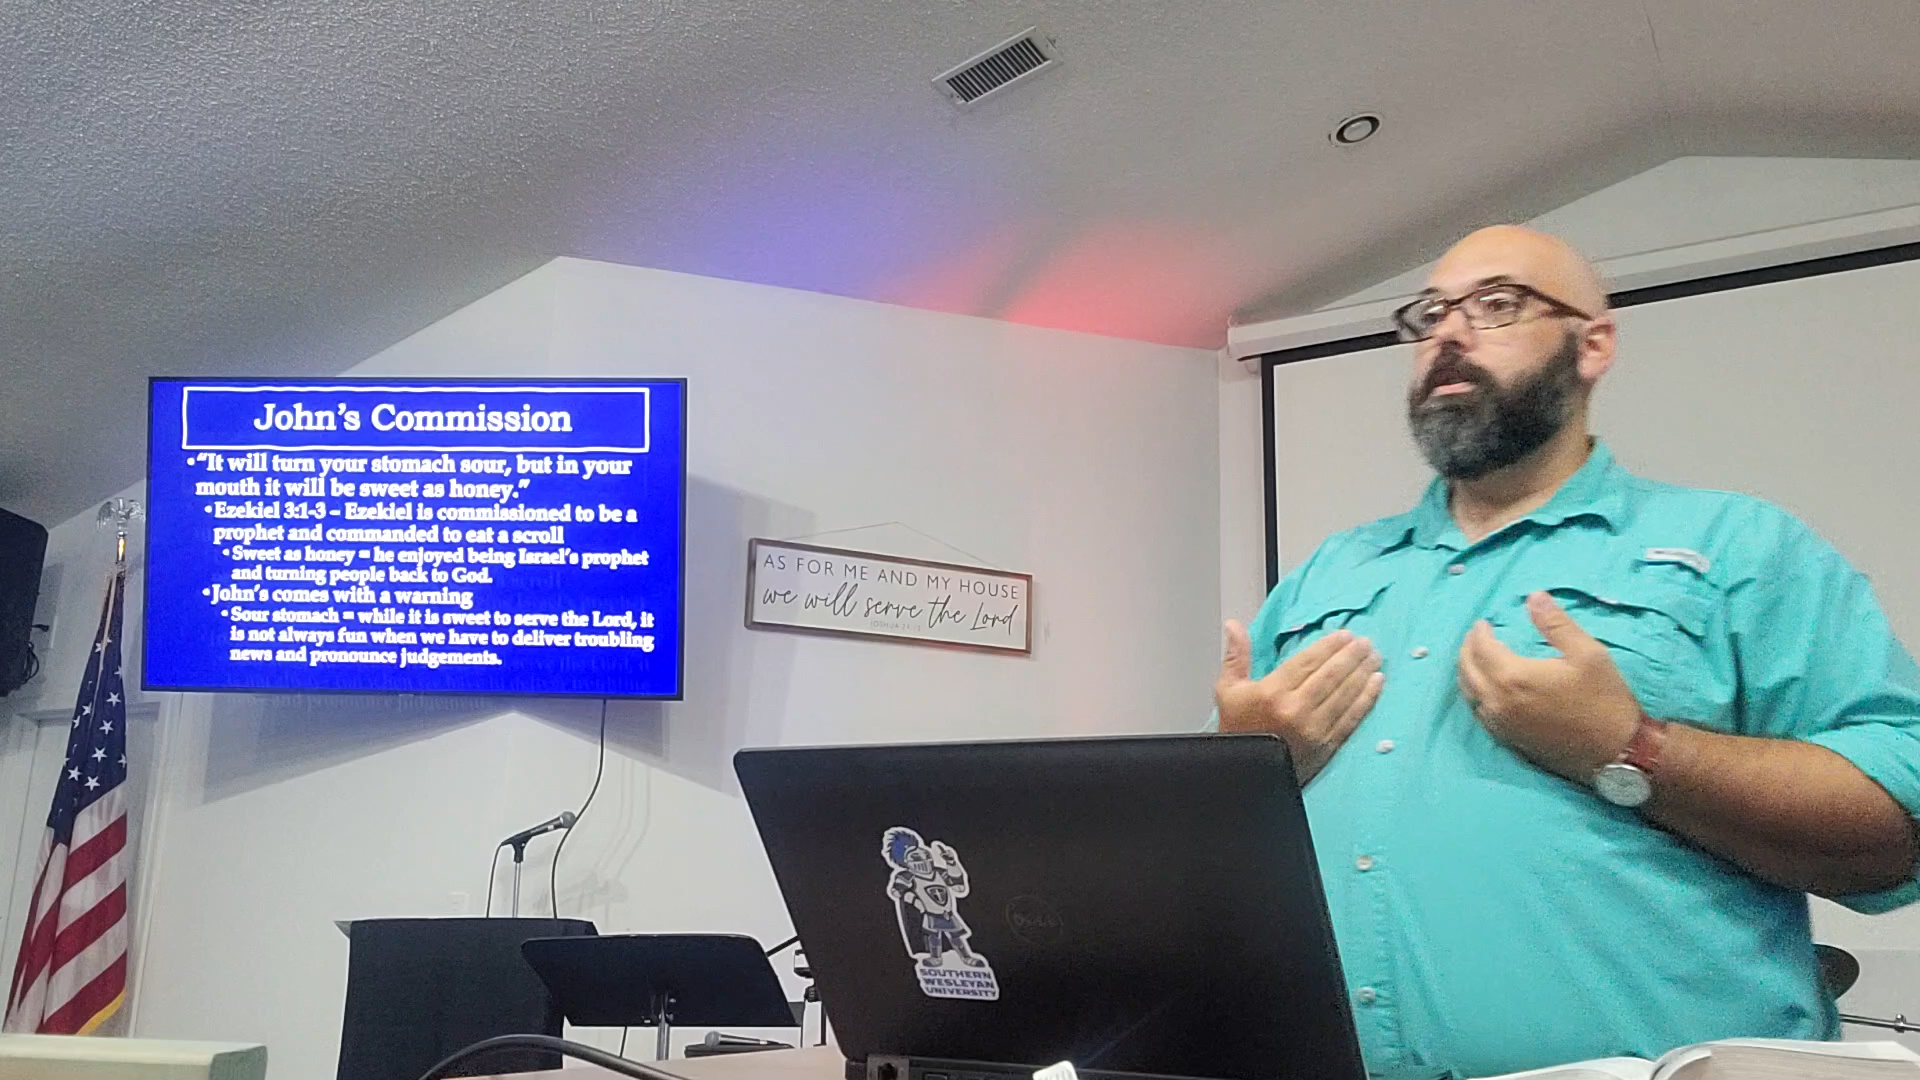 John's Commission
•"It will turn your stomach sour, but in your
mouth it will be sweet as honey."
•Ezekiel 3:1-3 – Ezekiel is commissioned to be a
prophet and commanded to eat a scroll
•Sweet as honey = he enjoyed being Israel's prophet
and turning people back to God.
•John's comes with a warning
•Sour stomach = while it is sweet to serve the Lord, it
is not always fun when we have to deliver troubling
news and pronounce judgements.
AS FOR ME AND MY HOUSE
we will serve the Lord
SOUTHERN
WESLEYAN
UNIVERSITY